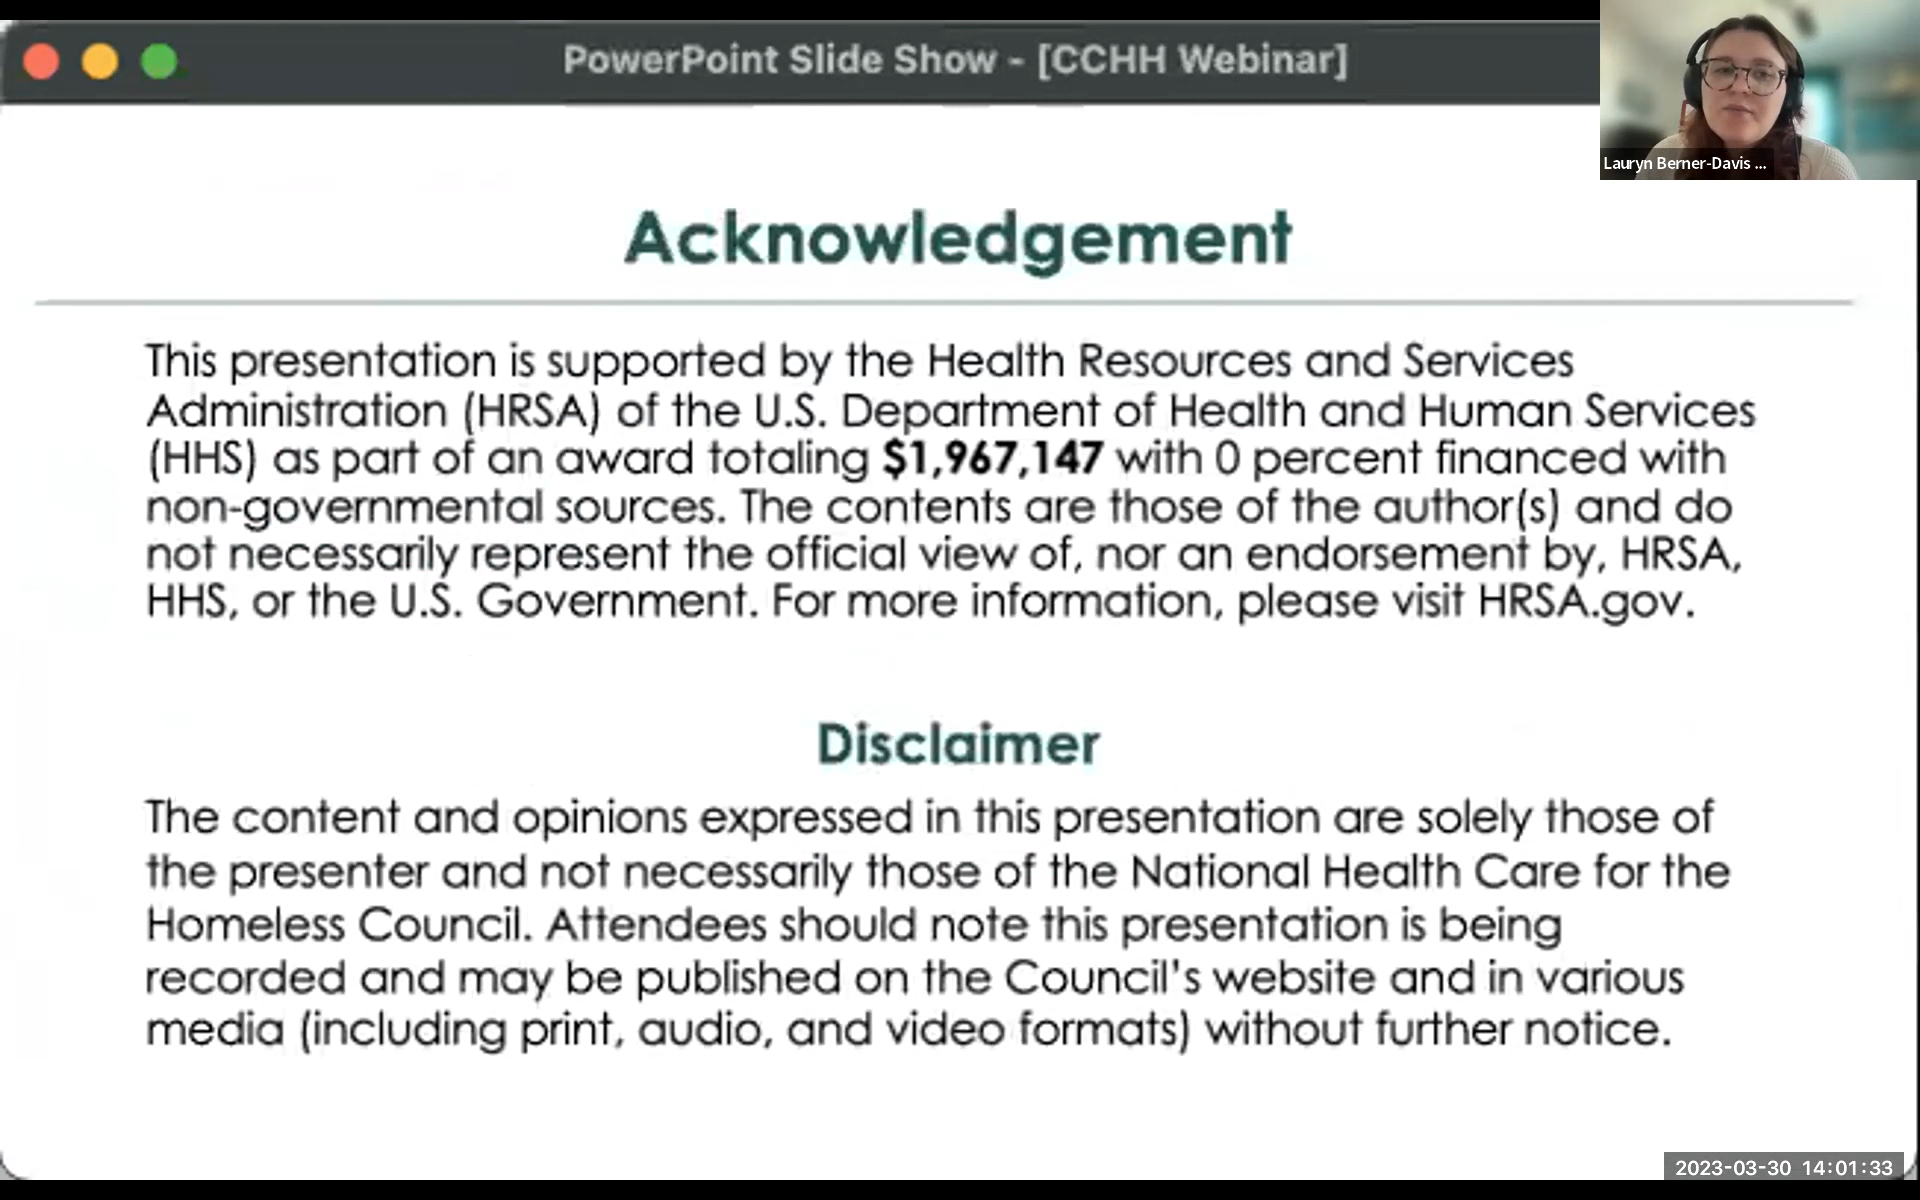 PowerPoint Slide Show - [CCHH Webinar]
Lauryn Berner-Davis ...
Acknowledgement
This presentation is supported by the Health Resources and Services
Administration (HRSA) of the U.S. Department of Health and Human Services
(HHS) as part of an award totaling $1,967,147 with 0 percent financed with
non-governmental sources. The contents are those of the author(s) and do
not necessarily represent the official view of, nor an endorsement by, HRSA,
HHS, or the U.S. Government. For more information, please visit HRSA.gov.
Disclaimer
The content and opinions expressed in this presentation are solely those of
the presenter and not necessarily those of the National Health Care for the
Homeless Council. Attendees should note this presentation is being
recorded and may be published on the Council's website and in various
media (including print, audio, and video formats) without further notice.
2023-03-30 14:01:33